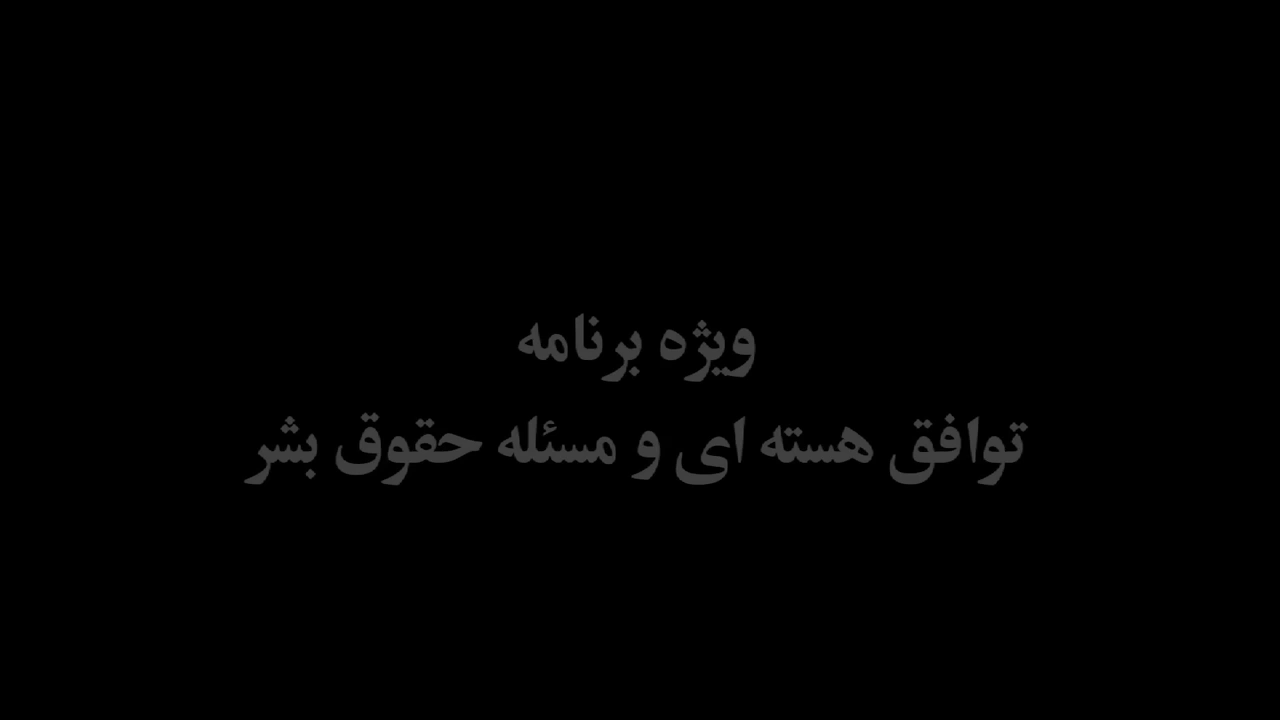 ویژه برنامه
توافق هسته ای و مسئله حقوق بشر